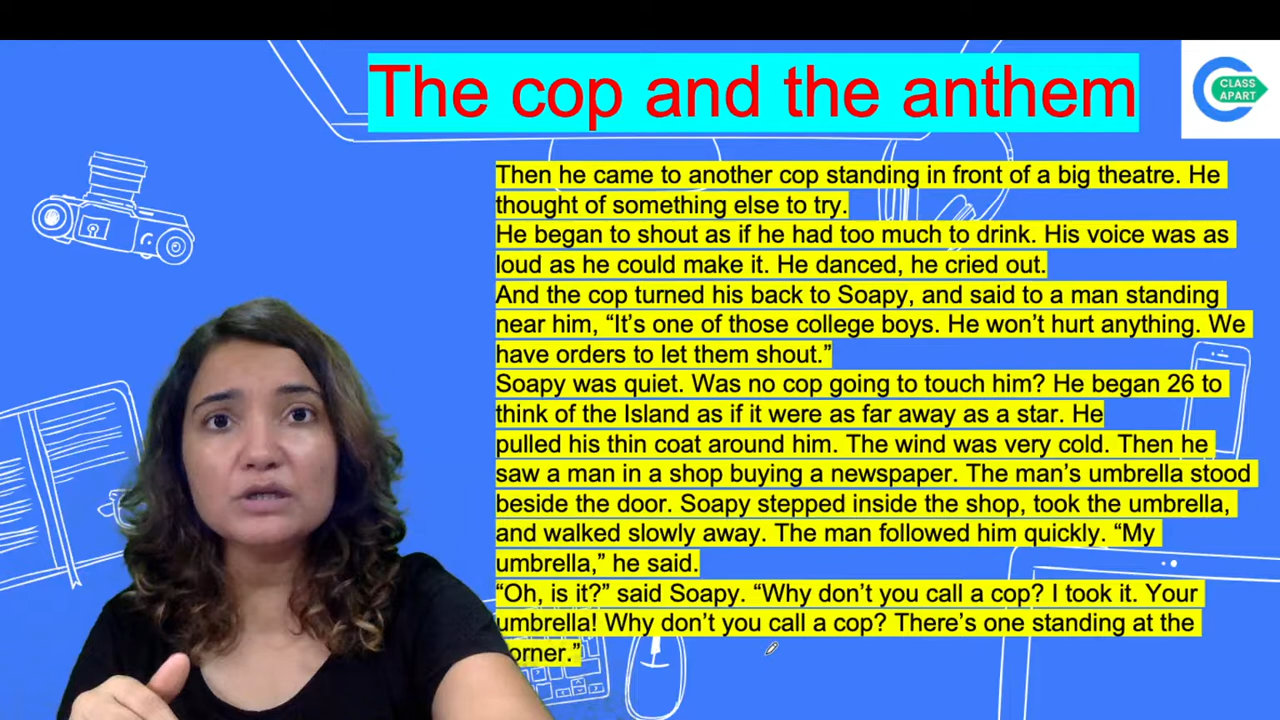 The cop and the anthem
CLASS
APART
Then he came to another cop standing in front of a big theatre. He
thought of something else to try.
He began to shout as if he had too much to drink. His voice was as
loud as he could make it. He danced, he cried out.
And the cop turned his back to Soapy, and said to a man standing
near him, “It’s one of those college boys. He won’t hurt anything. We
have orders to let them shout.”
Soapy was quiet. Was no cop going to touch him? He began 26 to
think of the Island as if it were as far away as a star. He
pulled his thin coat around him. The wind was very cold. Then he
saw a man in a shop buying a newspaper. The man’s umbrella stood
beside the door. Soapy stepped inside the shop, took the umbrella,
and walked slowly away. The man followed him quickly. “My
umbrella,” he said.
“Oh, is it?” said Soapy. “Why don’t you call a cop? I took it. Your
umbrella! Why don’t you call a cop? There’s one standing at the
corner.”